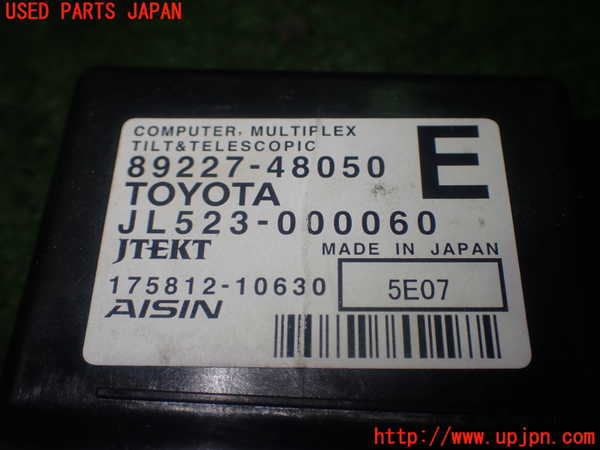 USED PARTS JAPAN
COMPUTER, MULTIPLEX
TILT&TELESCOPIC
E
89227-48050
TOYOTA
JL523-000060
JTEKT MADE IN JAPAN
175812-10630 5E07
AISIN
http://www.upjpn.com/